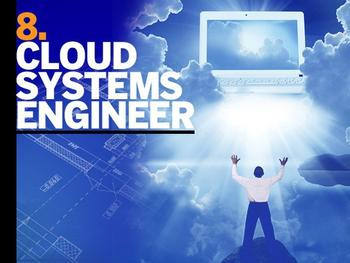 8.
CLOUD
SYSTEMS
ENGINEER